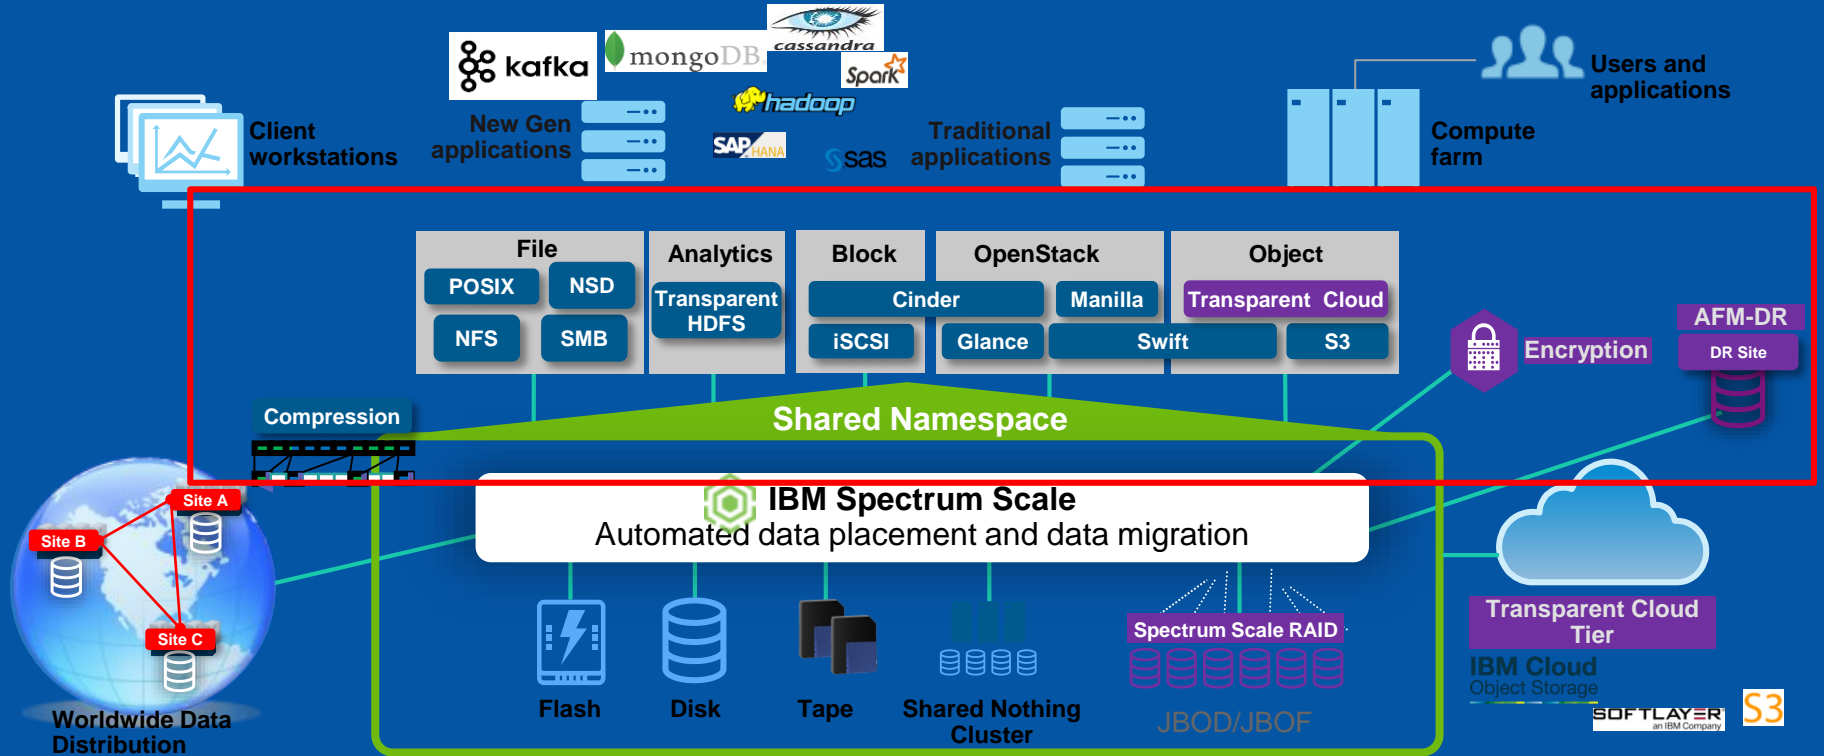 kafka
mongoDB
cassandra
Spark
hadoop
SAP HANA
sas
Client
workstations
New Gen
applications
Traditional
applications
Compute
farm
Users and
applications
File
POSIX
NSD
NFS
SMB
Analytics
Transparent
HDFS
Block
OpenStack
Cinder
Manilla
iSCSI
Glance
Swift
Object
Transparent Cloud
S3
Encryption
AFM-DR
DR Site
Compression
Shared Namespace
IBM Spectrum Scale
Automated data placement and data migration
Site A
Site B
Site C
Worldwide Data
Distribution
Flash
Disk
Tape
Shared Nothing
Cluster
Spectrum Scale RAID
JBOD/JBOF
Transparent Cloud
Tier
IBM Cloud
Object Storage
SOFTLAYER
an IBM Company
S3